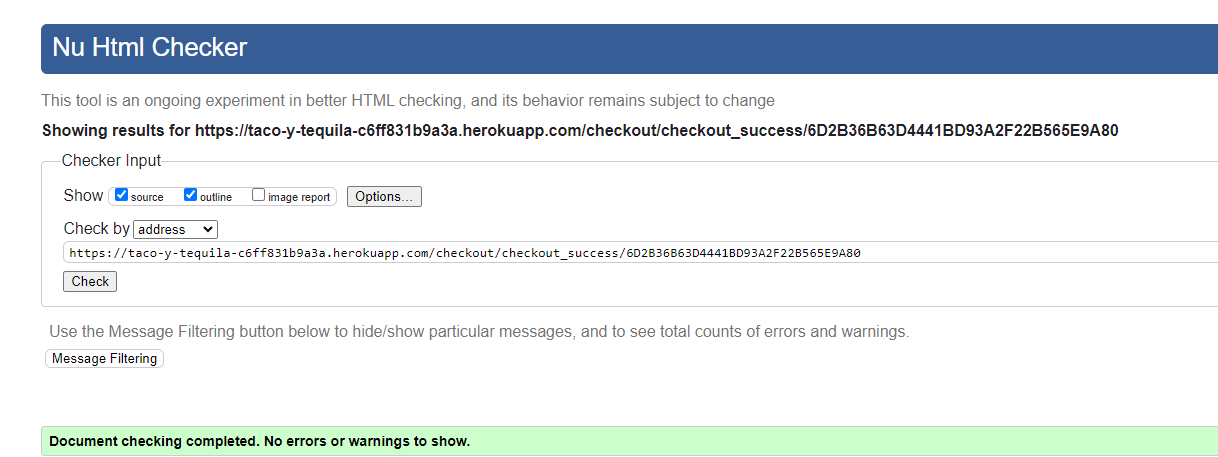 Nu Html Checker
This tool is an ongoing experiment in better HTML checking, and its behavior remains subject to change
Showing results for https://taco-y-tequila-c6ff831b9a3a.herokuapp.com/checkout/checkout_success/6D2B36B63D4441BD93A2F22B565E9A80
Checker Input
Show source outline image report Options...
Check by address
https://taco-y-tequila-c6ff831b9a3a.herokuapp.com/checkout/checkout_success/6D2B36B63D4441BD93A2F22B565E9A80
Check
Use the Message Filtering button below to hide/show particular messages, and to see total counts of errors and warnings.
Message Filtering
Document checking completed. No errors or warnings to show.